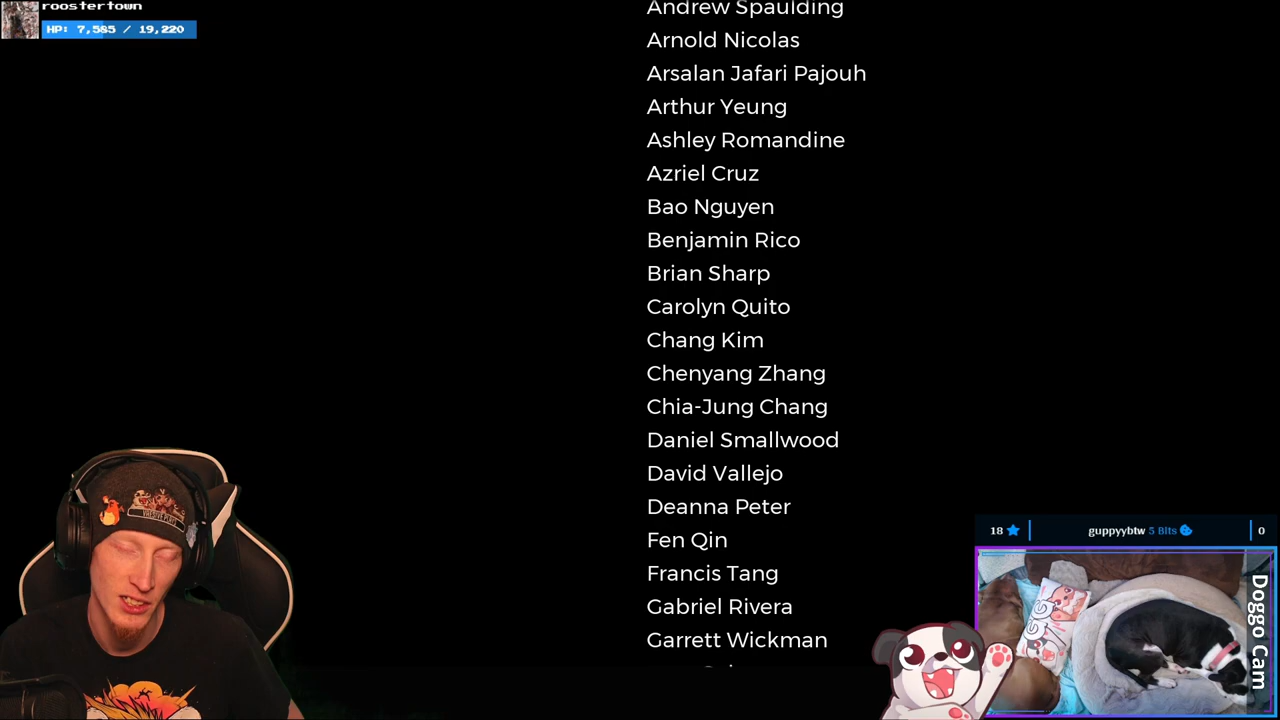 roostertown
HP: 7,585 / 19,220
Andrew Spaulding
Arnold Nicolas
Arsalan Jafari Pajouh
Arthur Yeung
Ashley Romandine
Azriel Cruz
Bao Nguyen
Benjamin Rico
Brian Sharp
Carolyn Quito
Chang Kim
Chenyang Zhang
Chia-Jung Chang
Daniel Smallwood
David Vallejo
Deanna Peter
Fen Qin
Francis Tang
Gabriel Rivera
Garrett Wickman
18
guppyybtw 5 Bits
0
Doggo Cam